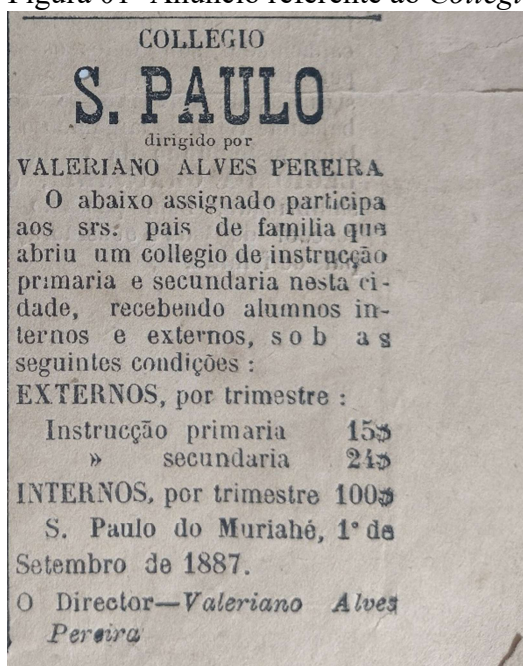 Figura 01- Anúncio referente ao Collegi
COLLEGIO
S. PAULO
dirigido por
VALERIANO ALVES PEREIRA
O abaixo assignado participa
aos srs. pais de familia que
abriu um collegio de instrucção
primaria e secundaria nesta ci-
dade, recebendo alumnos in-
ternos e externos, sob as
seguintes condições :
EXTERNOS, por trimestre :
Instrucção primaria 15$
» secundaria 24$
INTERNOS, por trimestre 100$
S. Paulo do Muriahé, 1º de
Setembro de 1887.
O Director—Valeriano Alves
Pereira